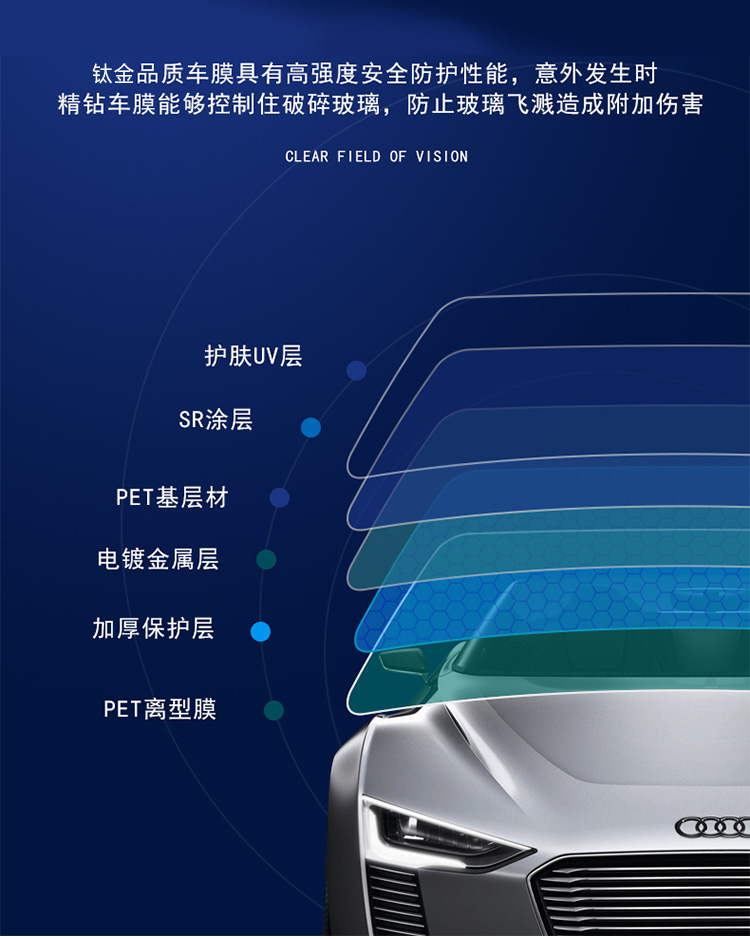 钛金品质车膜具有高强度安全防护性能，意外发生时
精钻车膜能够控制住破碎玻璃，防止玻璃飞溅造成附加伤害
CLEAR FIELD OF VISION
护肤UV层
SR涂层
PET基层材
电镀金属层
加厚保护层
PET离型膜